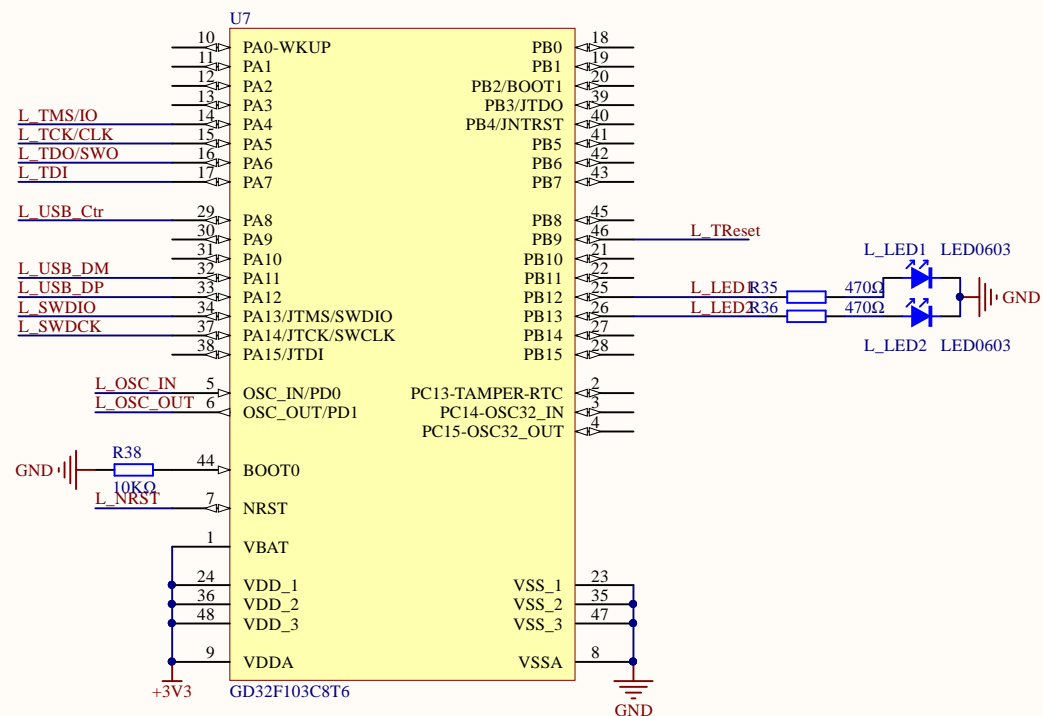 U7
10 PA0-WKUP PB0 18
11 PA1 PB1 19
12 PA2 PB2/BOOT1 20
13 PA3 PB3/JTDO 39
L_TMS/IO 14 PA4 PB4/JNTRST 40
L_TCK/CLK 15 PA5 PB5 41
L_TDO/SWO 16 PA6 PB6 42
L_TDI 17 PA7 PB7 43
L_USB_Ctr 29 PA8 PB8 45
30 PA9 PB9 46 L_TReset
31 PA10 PB10 21
L_LED1 LED0603
L_USB_DM 32 PA11 PB11 22
L_USB_DP 33 PA12 PB12 25 L_LED1 R35 470Ω GND
L_SWDIO 34 PA13/JTMS/SWDIO PB13 26 L_LED2 R36 470Ω
L_SWDCK 37 PA14/JTCK/SWCLK PB14 27
38 PA15/JTDI PB15 28
L_LED2 LED0603
L_OSC_IN 5 OSC_IN/PD0 PC13-TAMPER-RTC 2
L_OSC_OUT 6 OSC_OUT/PD1 PC14-OSC32_IN 3
PC15-OSC32_OUT 4
R38
GND 44 BOOT0
10KΩ
L_NRST 7 NRST
1 VBAT
24 VDD_1 VSS_1 23
36 VDD_2 VSS_2 35
48 VDD_3 VSS_3 47
9 VDDA VSSA 8
+3V3 GD32F103C8T6
GND